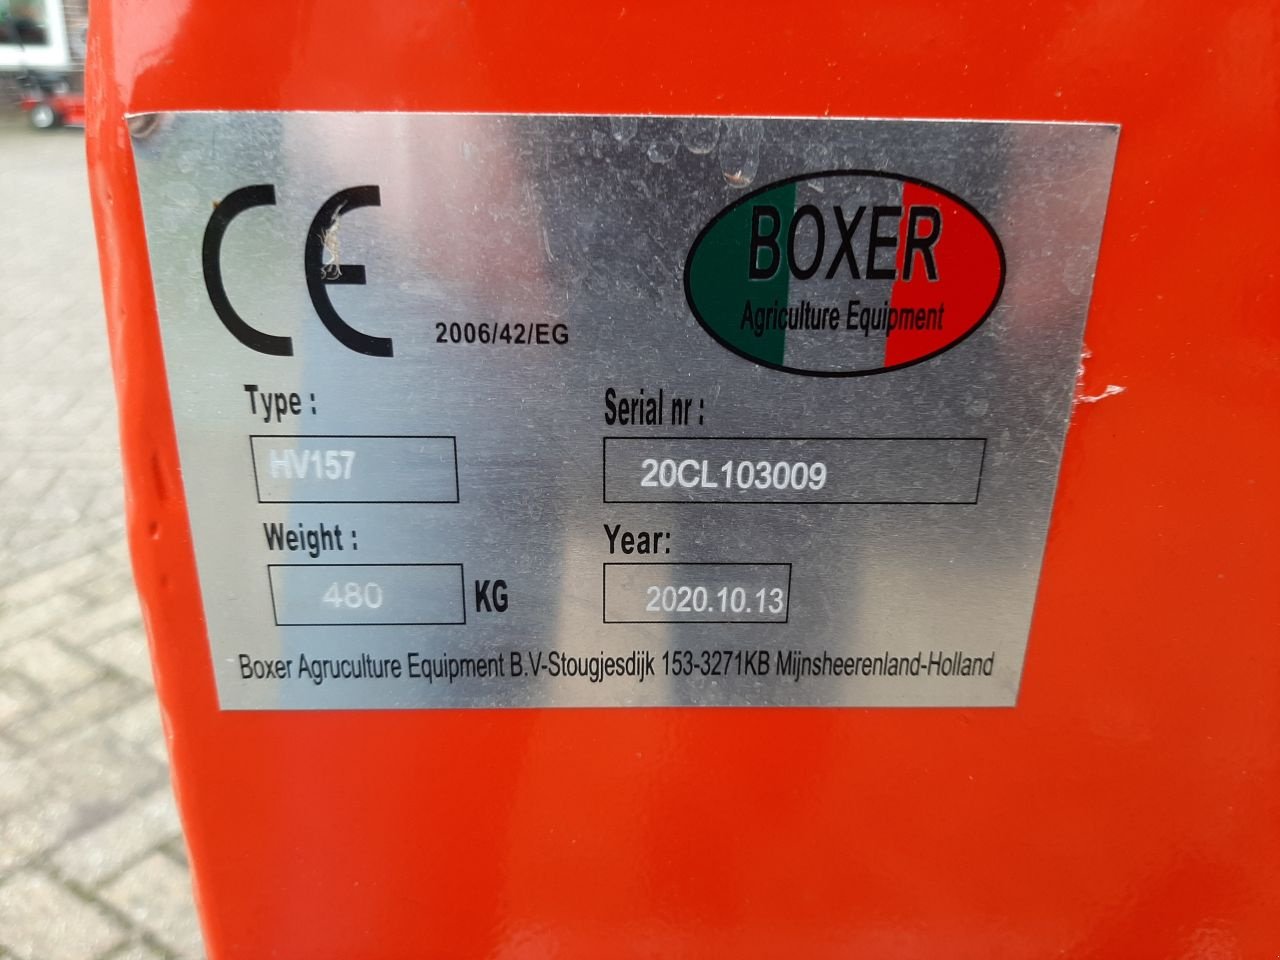 CE 2006/42/EG
BOXER
Agriculture Equipment
Type :
HV157
Serial nr :
20CL103009
Weight :
480 KG
Year:
2020.10.13
Boxer Agruculture Equipment B.V-Stougjesdijk 153-3271KB Mijnsheerenland-Holland